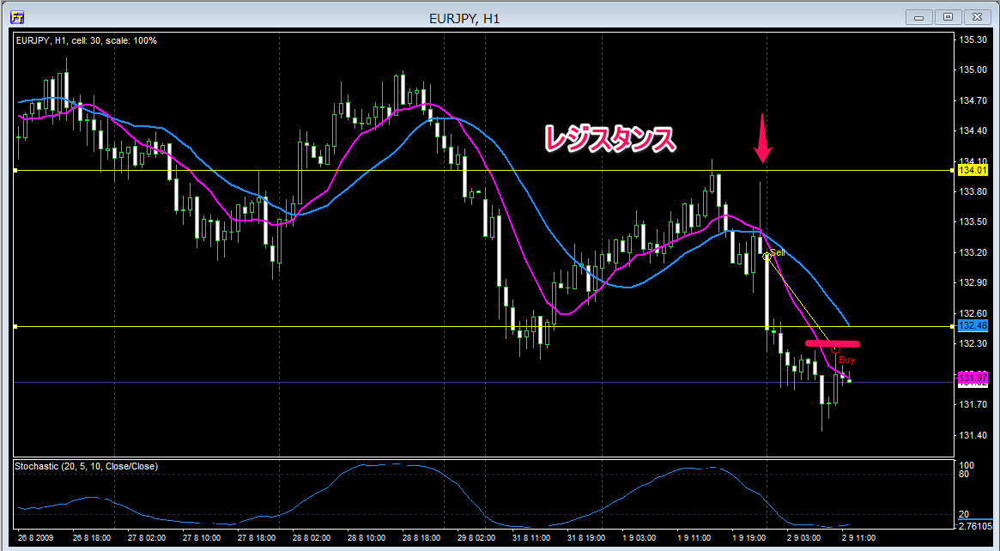 FT
EURJPY, H1
EURJPY, H1, cell: 30, scale: 100%
135.30
135.00
134.70
レジスタンス
134.40
134.10
134.01
133.80
133.50
Sell
133.20
132.90
132.60
132.48
132.30
Buy
131.97
131.70
131.40
Stochastic (20, 5, 10, Close/Close)
100
80
20
2.76105
26 8 2009
26 8 18:00
27 8 02:00
27 8 10:00
27 8 18:00
28 8 02:00
28 8 10:00
28 8 18:00
29 8 02:00
31 8 11:00
31 8 19:00
1 9 03:00
1 9 11:00
1 9 19:00
2 9 03:00
2 9 11:00